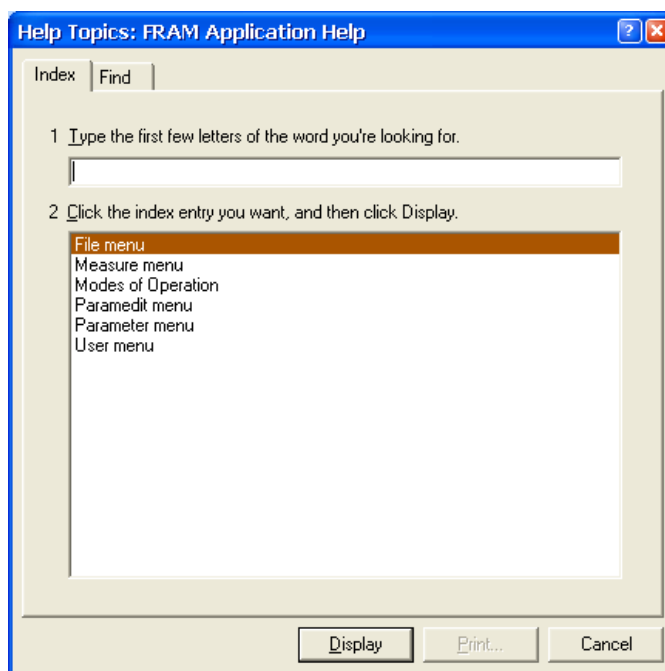 Help Topics: FRAM Application Help
Index Find
1 Type the first few letters of the word you're looking for.
2 Click the index entry you want, and then click Display.
File menu
Measure menu
Modes of Operation
Paramedit menu
Parameter menu
User menu
Display Print... Cancel